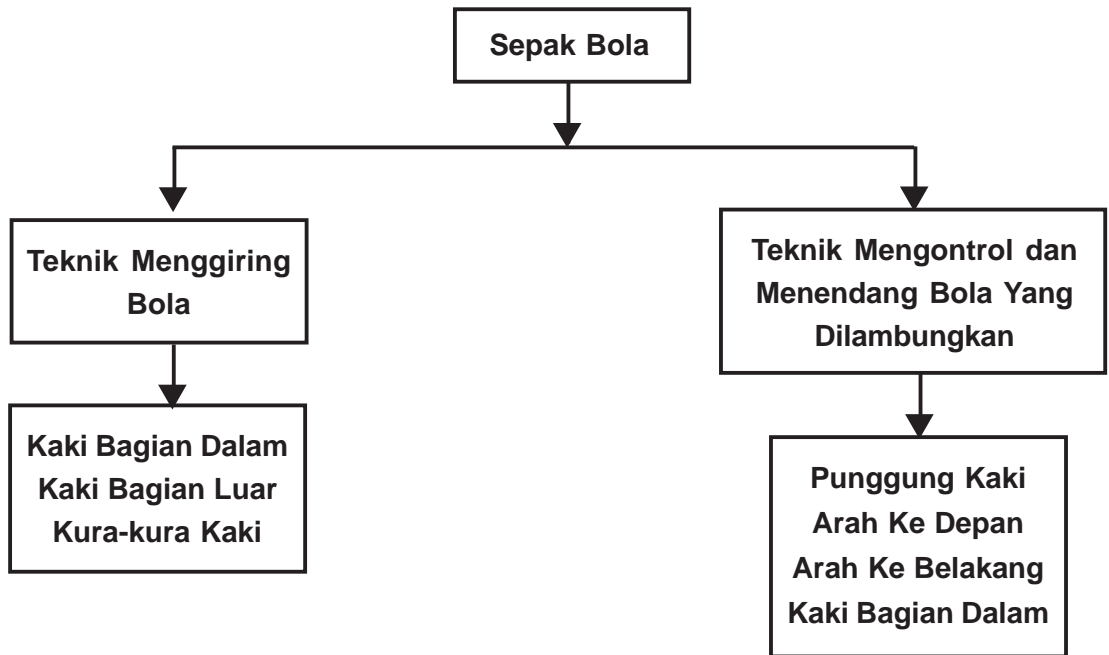 Sepak Bola
Teknik Menggiring
Bola
Teknik Mengontrol dan
Menendang Bola Yang
Dilambungkan
Kaki Bagian Dalam
Kaki Bagian Luar
Kura-kura Kaki
Punggung Kaki
Arah Ke Depan
Arah Ke Belakang
Kaki Bagian Dalam